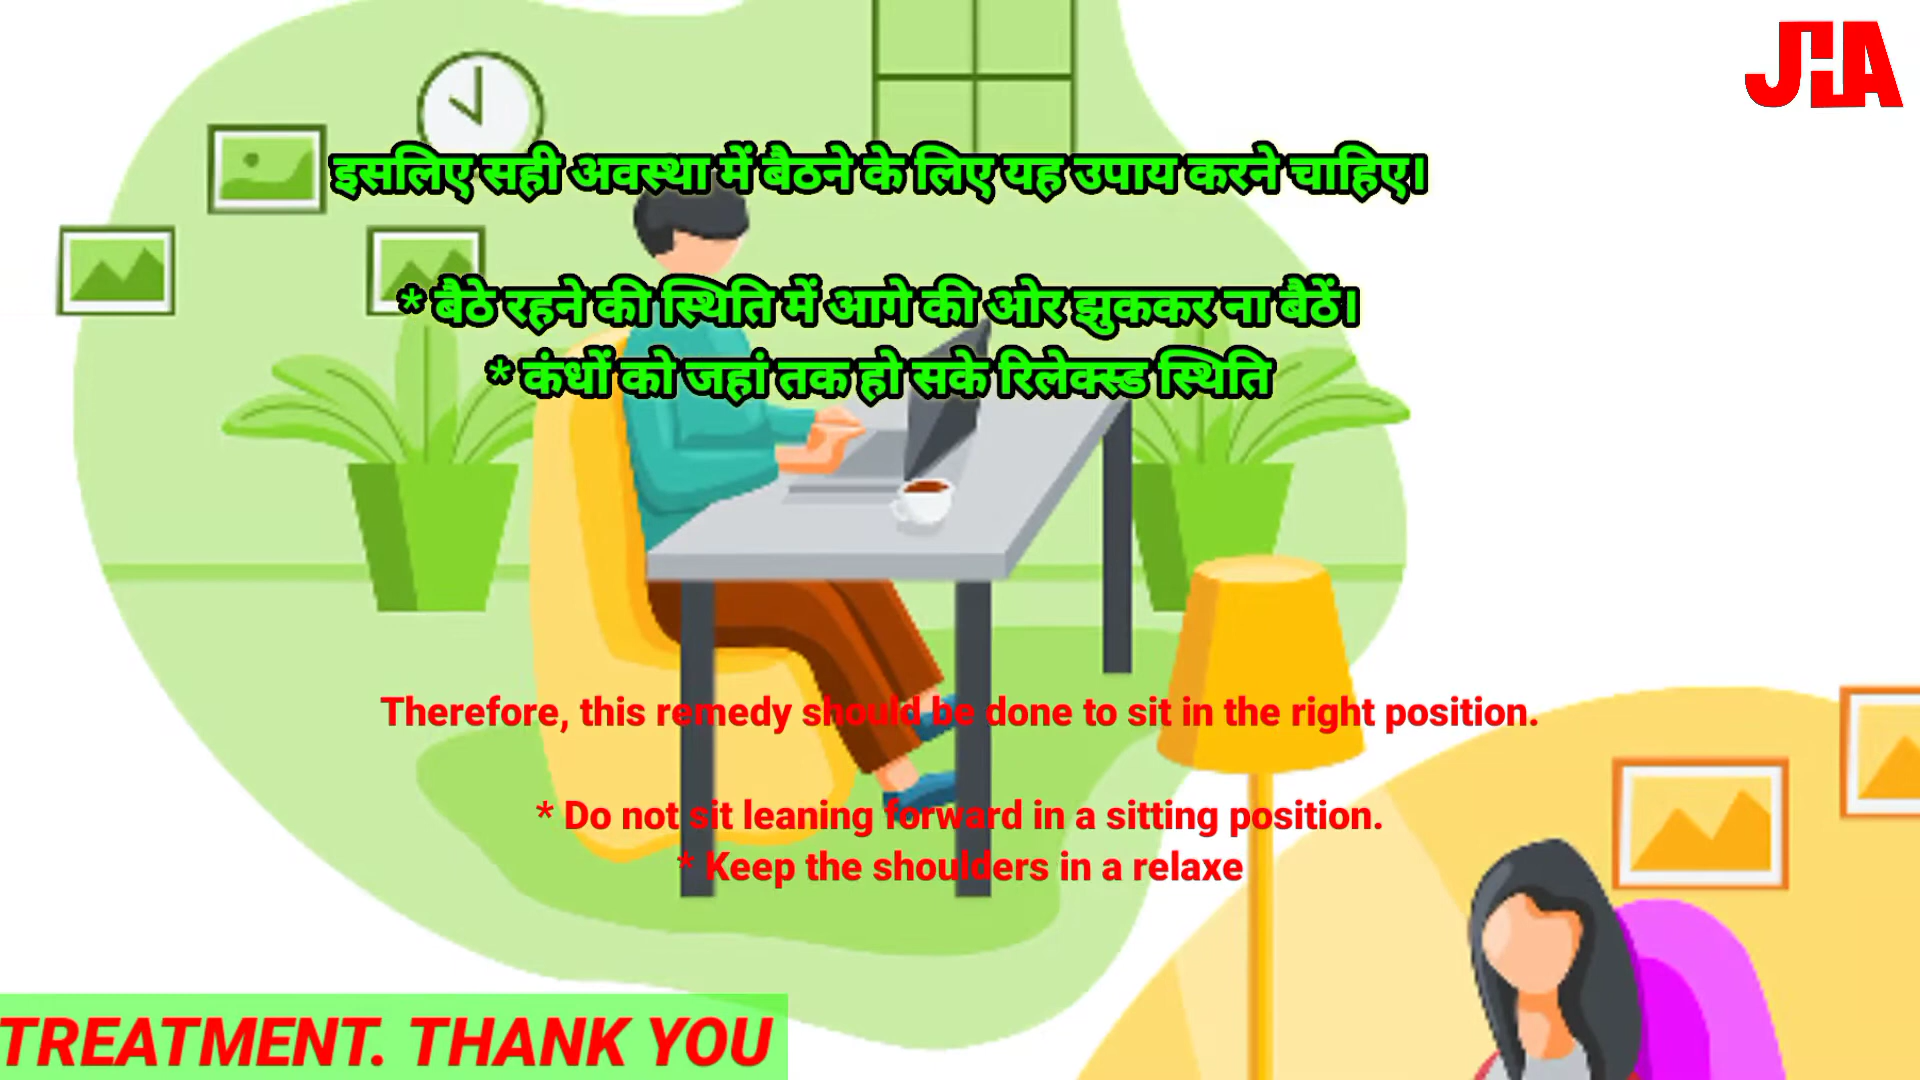 JHA
इसलिए सही अवस्था में बैठने के लिए यह उपाय करने चाहिए।
* बैठे रहने की स्थिति में आगे की ओर झुककर ना बैठें।
* कंधों को जहां तक हो सके रिलेक्स्ड स्थिति
Therefore, this remedy should be done to sit in the right position.
* Do not sit leaning forward in a sitting position.
* Keep the shoulders in a relaxe
TREATMENT. THANK YOU